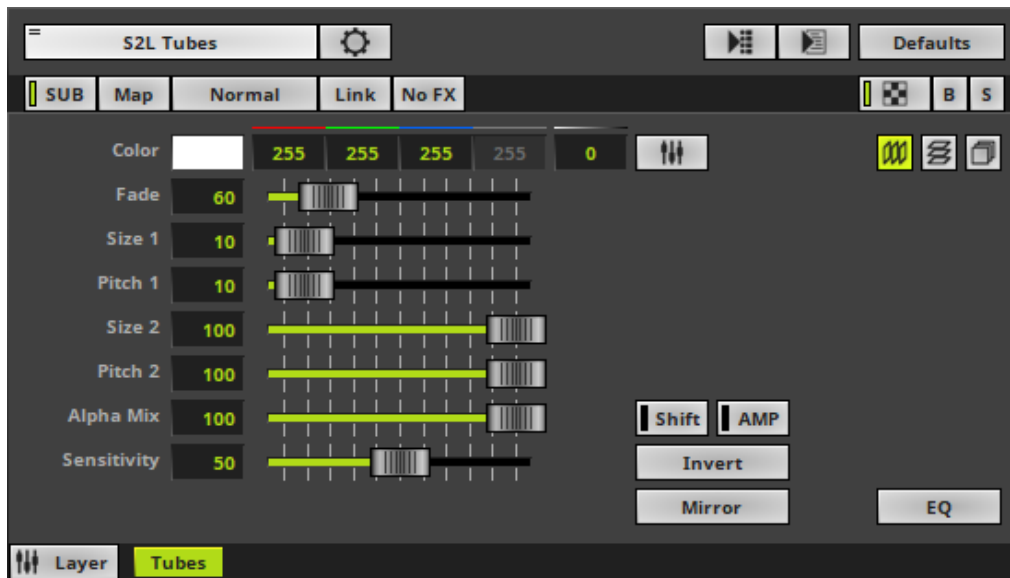 S2L Tubes Defaults
SUB Map Normal Link No FX B S
Color 255 255 255 255 0
Fade 60
Size 1 10
Pitch 1 10
Size 2 100
Pitch 2 100
Alpha Mix 100 Shift AMP
Sensitivity 50 Invert
Mirror EQ
Layer Tubes